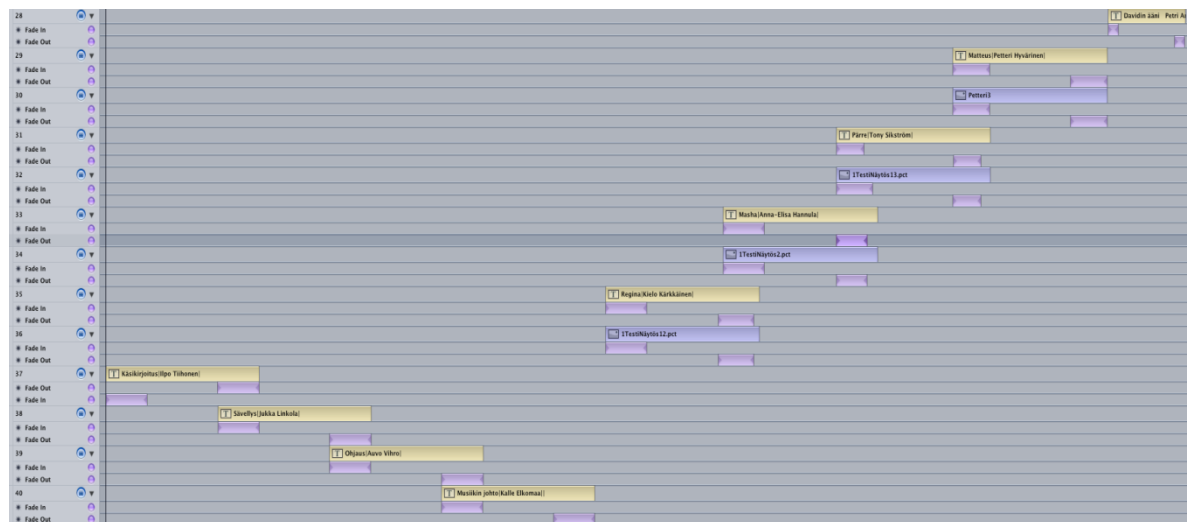 28 Davidin ääni Petri A
Fade In
Fade Out
29 Matteus|Petteri Hyvärinen|
Fade In
Fade Out
30 Petteri3
Fade In
Fade Out
31 Pärre|Tony Sikström|
Fade In
Fade Out
32 1TestiNäytös13.pct
Fade In
Fade Out
33 Masha|Anna-Elisa Hannula|
Fade In
Fade Out
34 1TestiNäytös2.pct
Fade In
Fade Out
35 Regina|Kielo Kärkkäinen|
Fade In
Fade Out
36 1TestiNäytös12.pct
Fade In
Fade Out
37 Käsikirjoitus|Ilpo Tiihonen|
Fade Out
Fade In
38 Sävellys|Jukka Linkola|
Fade In
Fade Out
39 Ohjaus|Auvo Vihro|
Fade In
Fade Out
40 Musiikin johto|Kalle Elkomaa||
Fade In
Fade Out